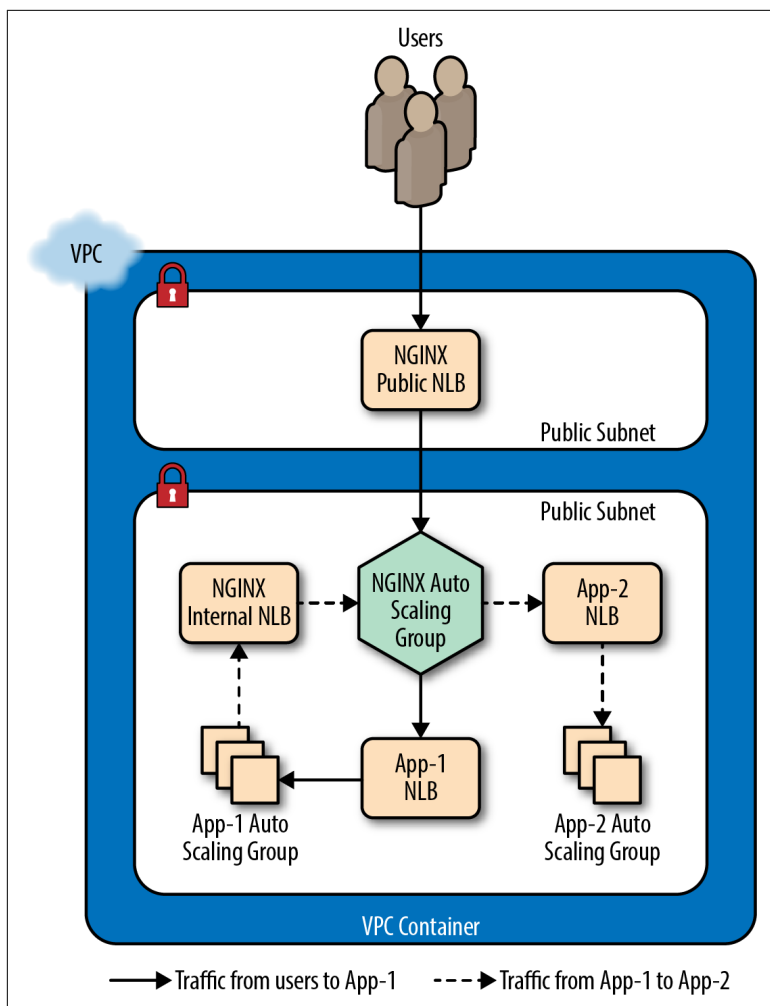 Users
VPC
NGINX
Public NLB
Public Subnet
Public Subnet
NGINX
Internal NLB
NGINX Auto
Scaling
Group
App-2
NLB
App-1
NLB
App-1 Auto
Scaling Group
App-2 Auto
Scaling Group
VPC Container
Traffic from users to App-1
Traffic from App-1 to App-2